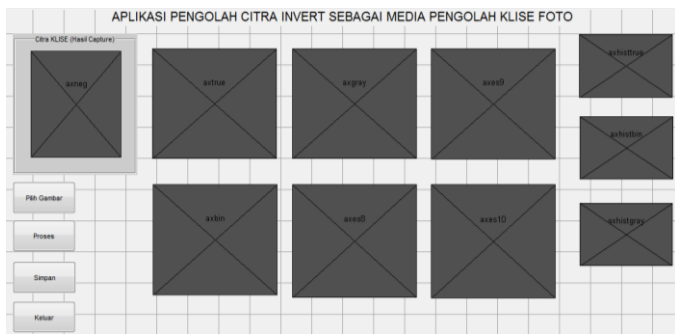 APLIKASI PENGOLAH CITRA INVERT SEBAGAI MEDIA PENGOLAH KLISE FOTO
Citra KLISE (Hasil Capture)
axneg
axtrue
axgray
axes9
axhisttrue
axhistbin
Pilih Gambar
axbin
axes8
axes10
axhistgray
Proses
Simpan
Keluar